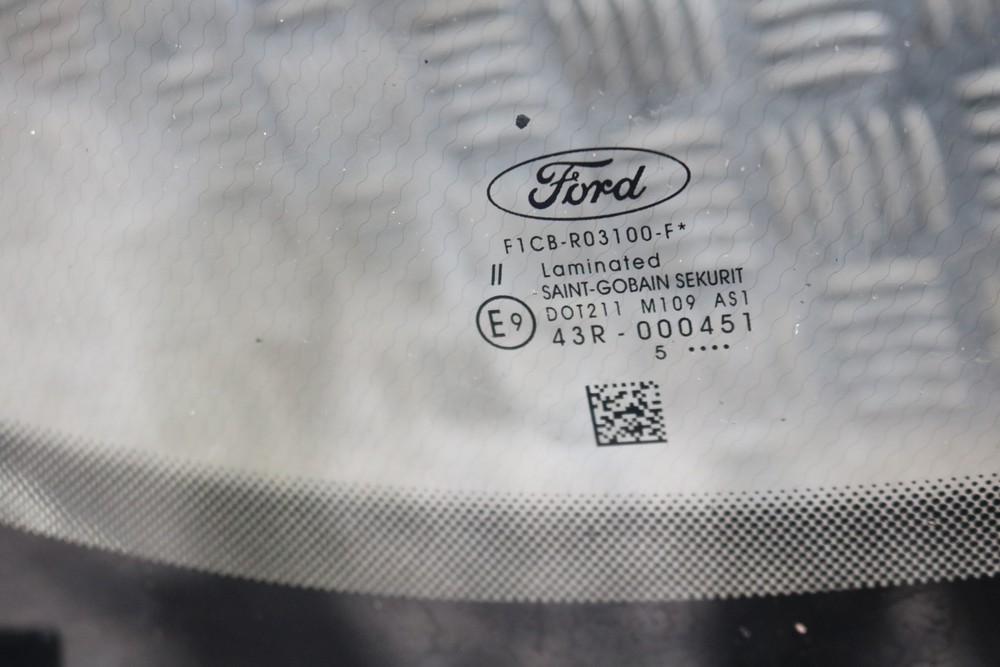 Ford
F1CB-R03100-F*
II Laminated
SAINT-GOBAIN SEKURIT
E9 DOT211 M109 AS1
43R - 000451
5 ••••